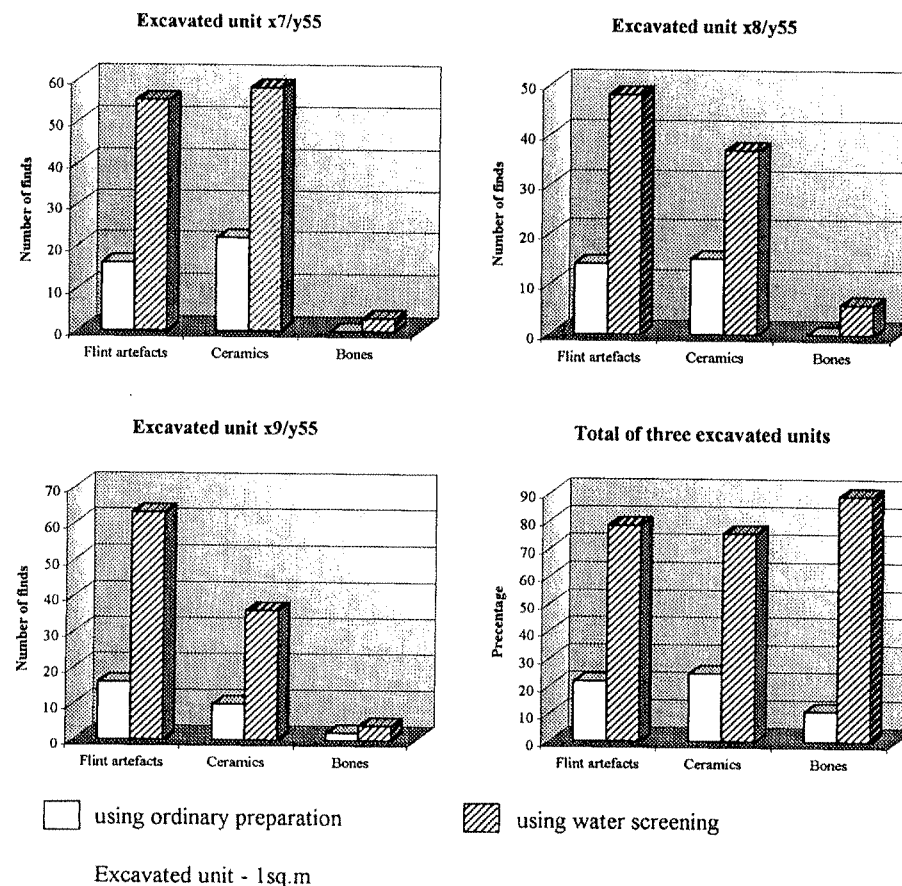 Excavated unit x7/y55
Number of finds
60
50
40
30
20
10
0
Flint artefacts Ceramics Bones
Excavated unit x8/y55
Number of finds
50
40
30
20
10
0
Flint artefacts Ceramics Bones
Excavated unit x9/y55
Number of finds
70
60
50
40
30
20
10
0
Flint artefacts Ceramics Bones
Total of three excavated units
Precentage
90
80
70
60
50
40
30
20
10
0
Flint artefacts Ceramics Bones
using ordinary preparation
using water screening
Excavated unit - 1sq.m